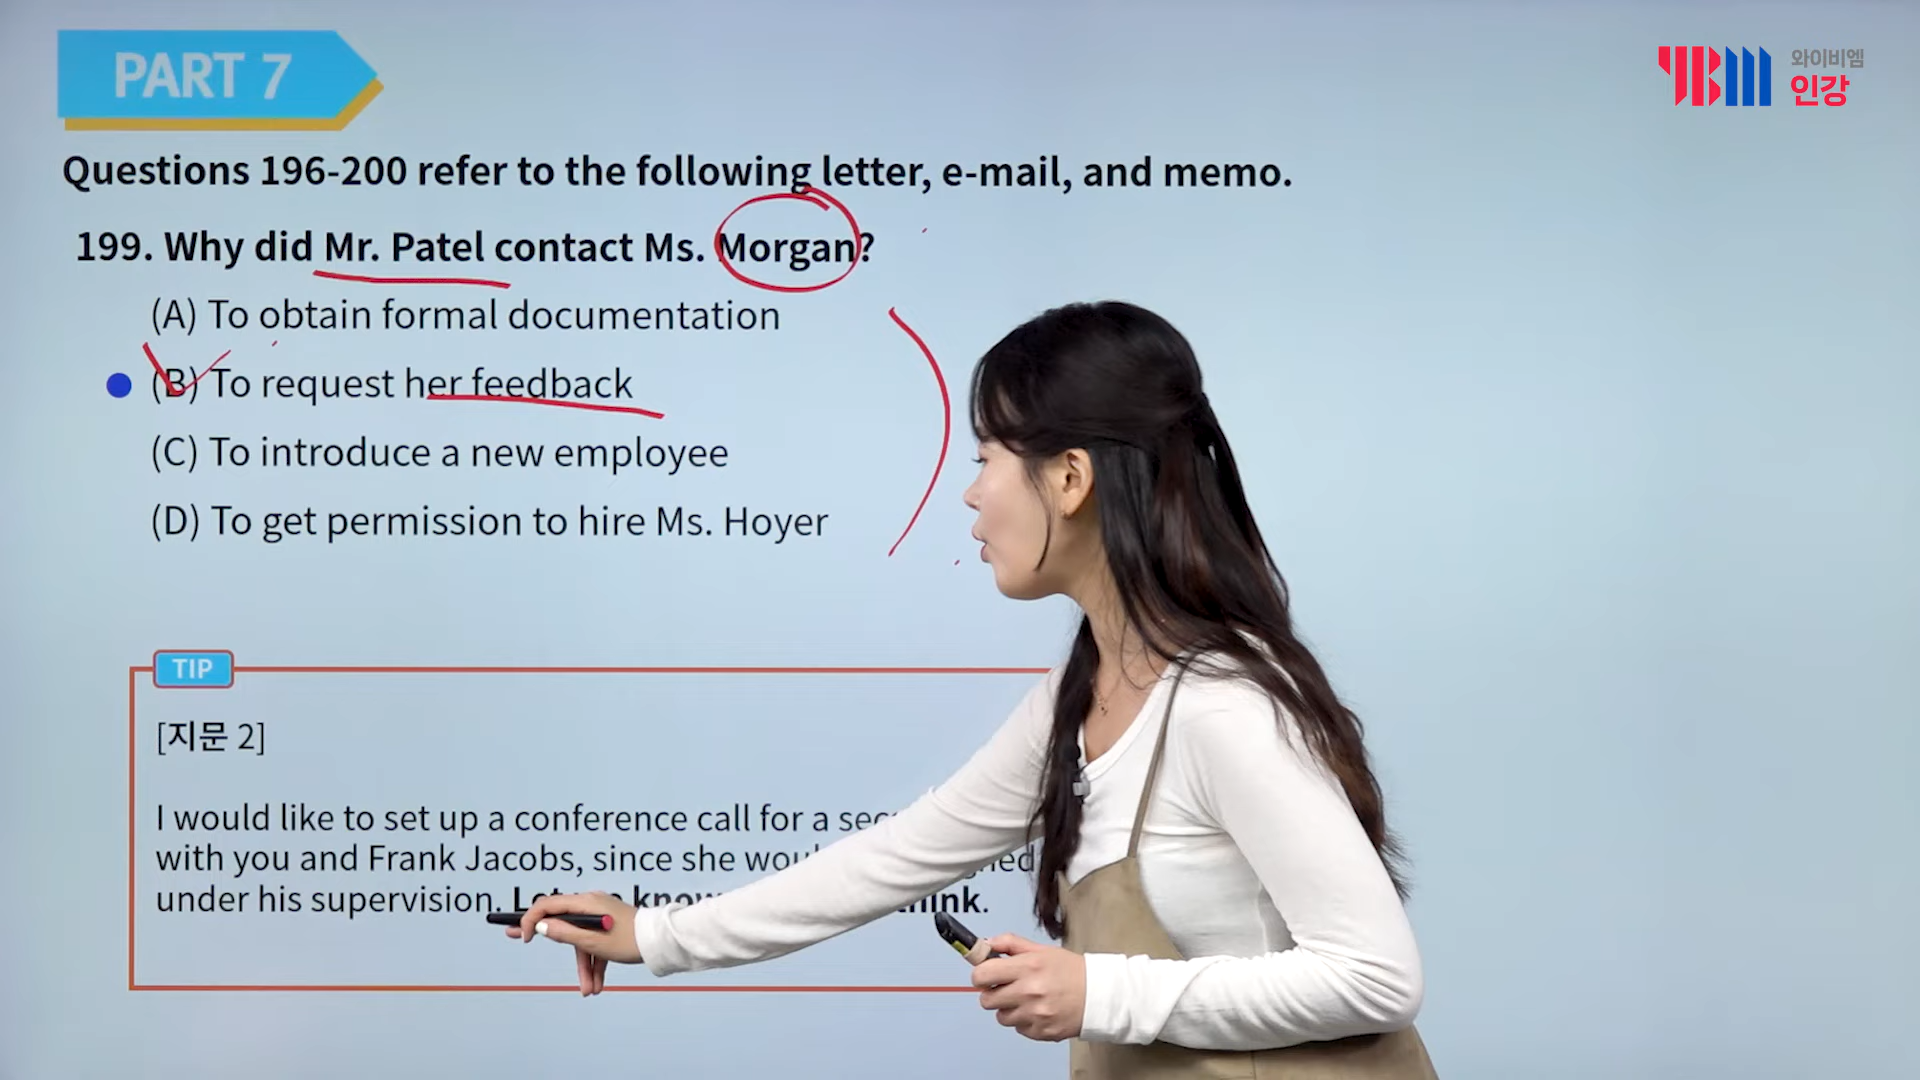 PART 7
YBM 와이비엠
인강
Questions 196-200 refer to the following letter, e-mail, and memo.
199. Why did Mr. Patel contact Ms. Morgan?
(A) To obtain formal documentation
(B) To request her feedback
(C) To introduce a new employee
(D) To get permission to hire Ms. Hoyer
TIP
[지문 2]
I would like to set up a conference call for a
with you and Frank Jacobs, since she
under his supervision. think.